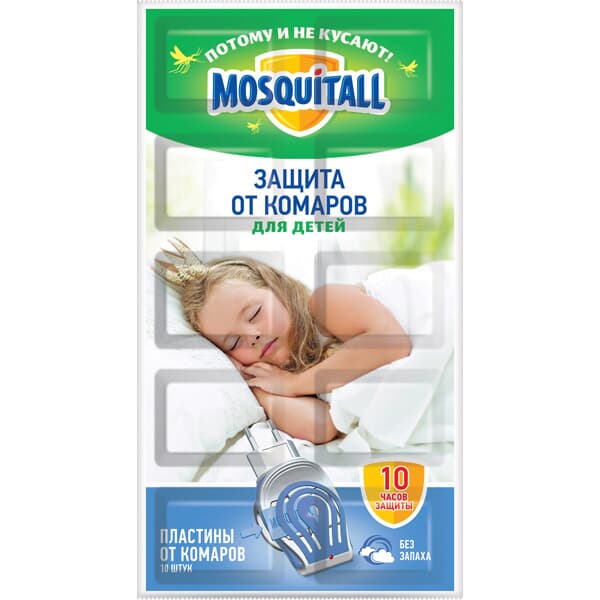 ПОТОМУ И НЕ КУСАЮТ!
MOSQUITALL
ЗАЩИТА
ОТ КОМАРОВ
ДЛЯ ДЕТЕЙ
10
ЧАСОВ
ЗАЩИТЫ
ПЛАСТИНЫ
ОТ КОМАРОВ
10 ШТУК
БЕЗ
ЗАПАХА